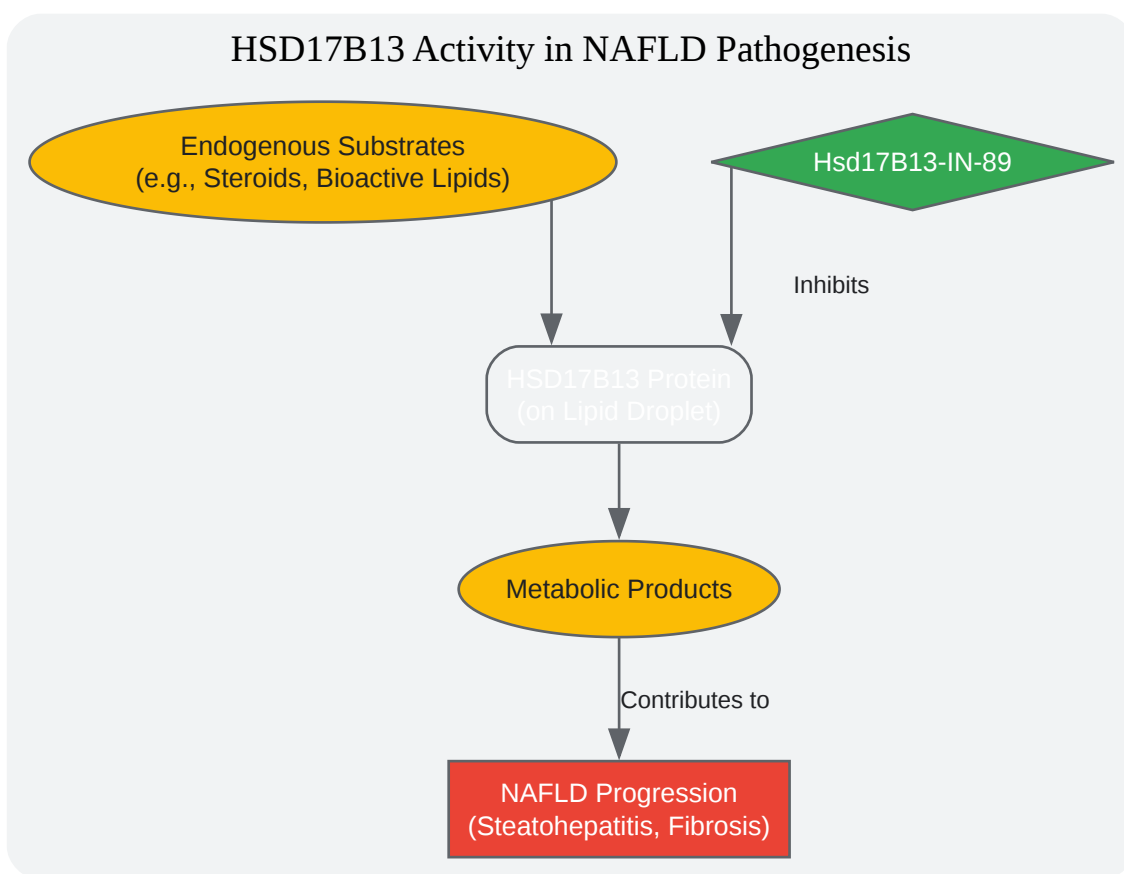 HSD17B13 Activity in NAFLD Pathogenesis
Endogenous Substrates
(e.g., Steroids, Bioactive Lipids)
Hsd17B13-IN-89
Inhibits
HSD17B13 Protein
(on Lipid Droplet)
Metabolic Products
Contributes to
NAFLD Progression
(Steatohepatitis, Fibrosis)